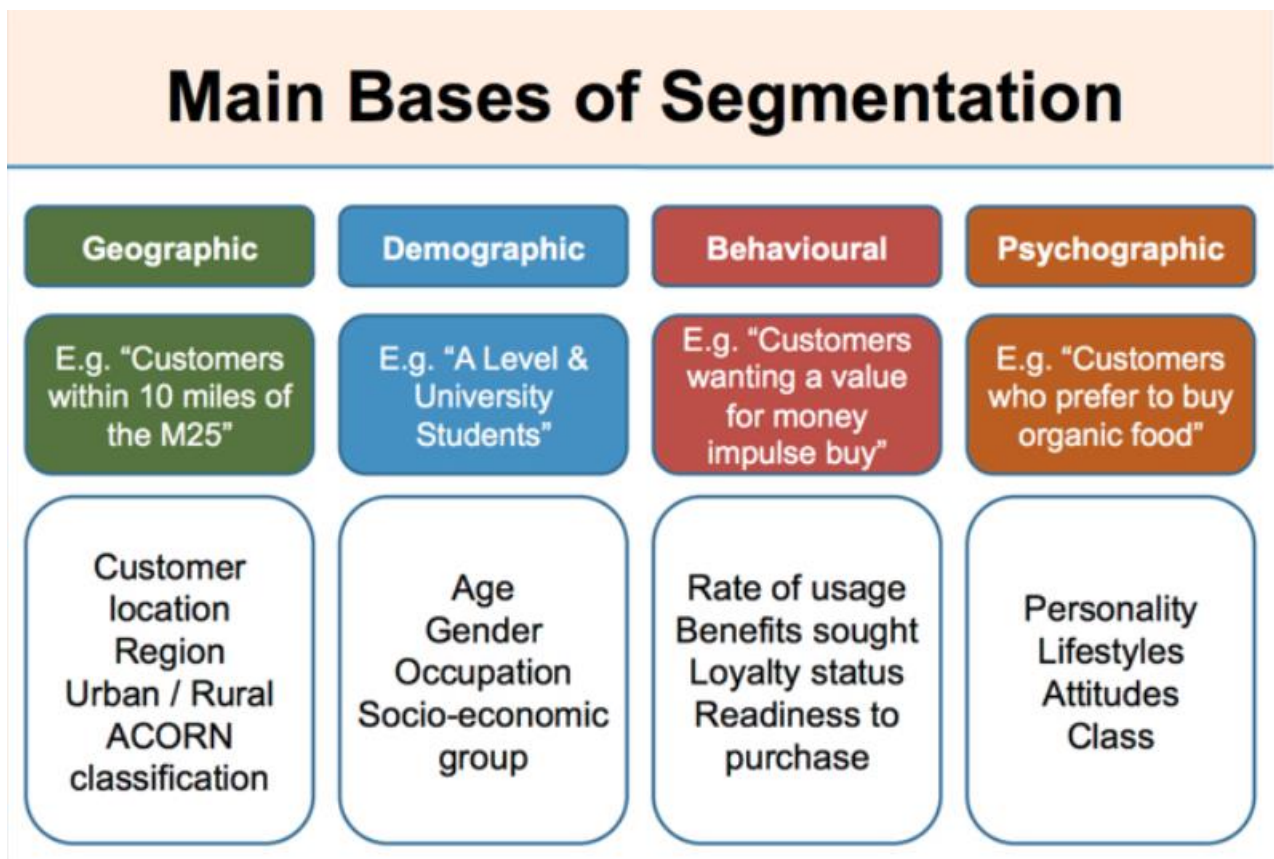 Main Bases of Segmentation
Geographic
Demographic
Behavioural
Psychographic
E.g. “Customers
within 10 miles of
the M25”
E.g. “A Level &
University
Students”
E.g. “Customers
wanting a value
for money
impulse buy”
E.g. “Customers
who prefer to buy
organic food”
Customer
location
Region
Urban / Rural
ACORN
classification
Age
Gender
Occupation
Socio-economic
group
Rate of usage
Benefits sought
Loyalty status
Readiness to
purchase
Personality
Lifestyles
Attitudes
Class